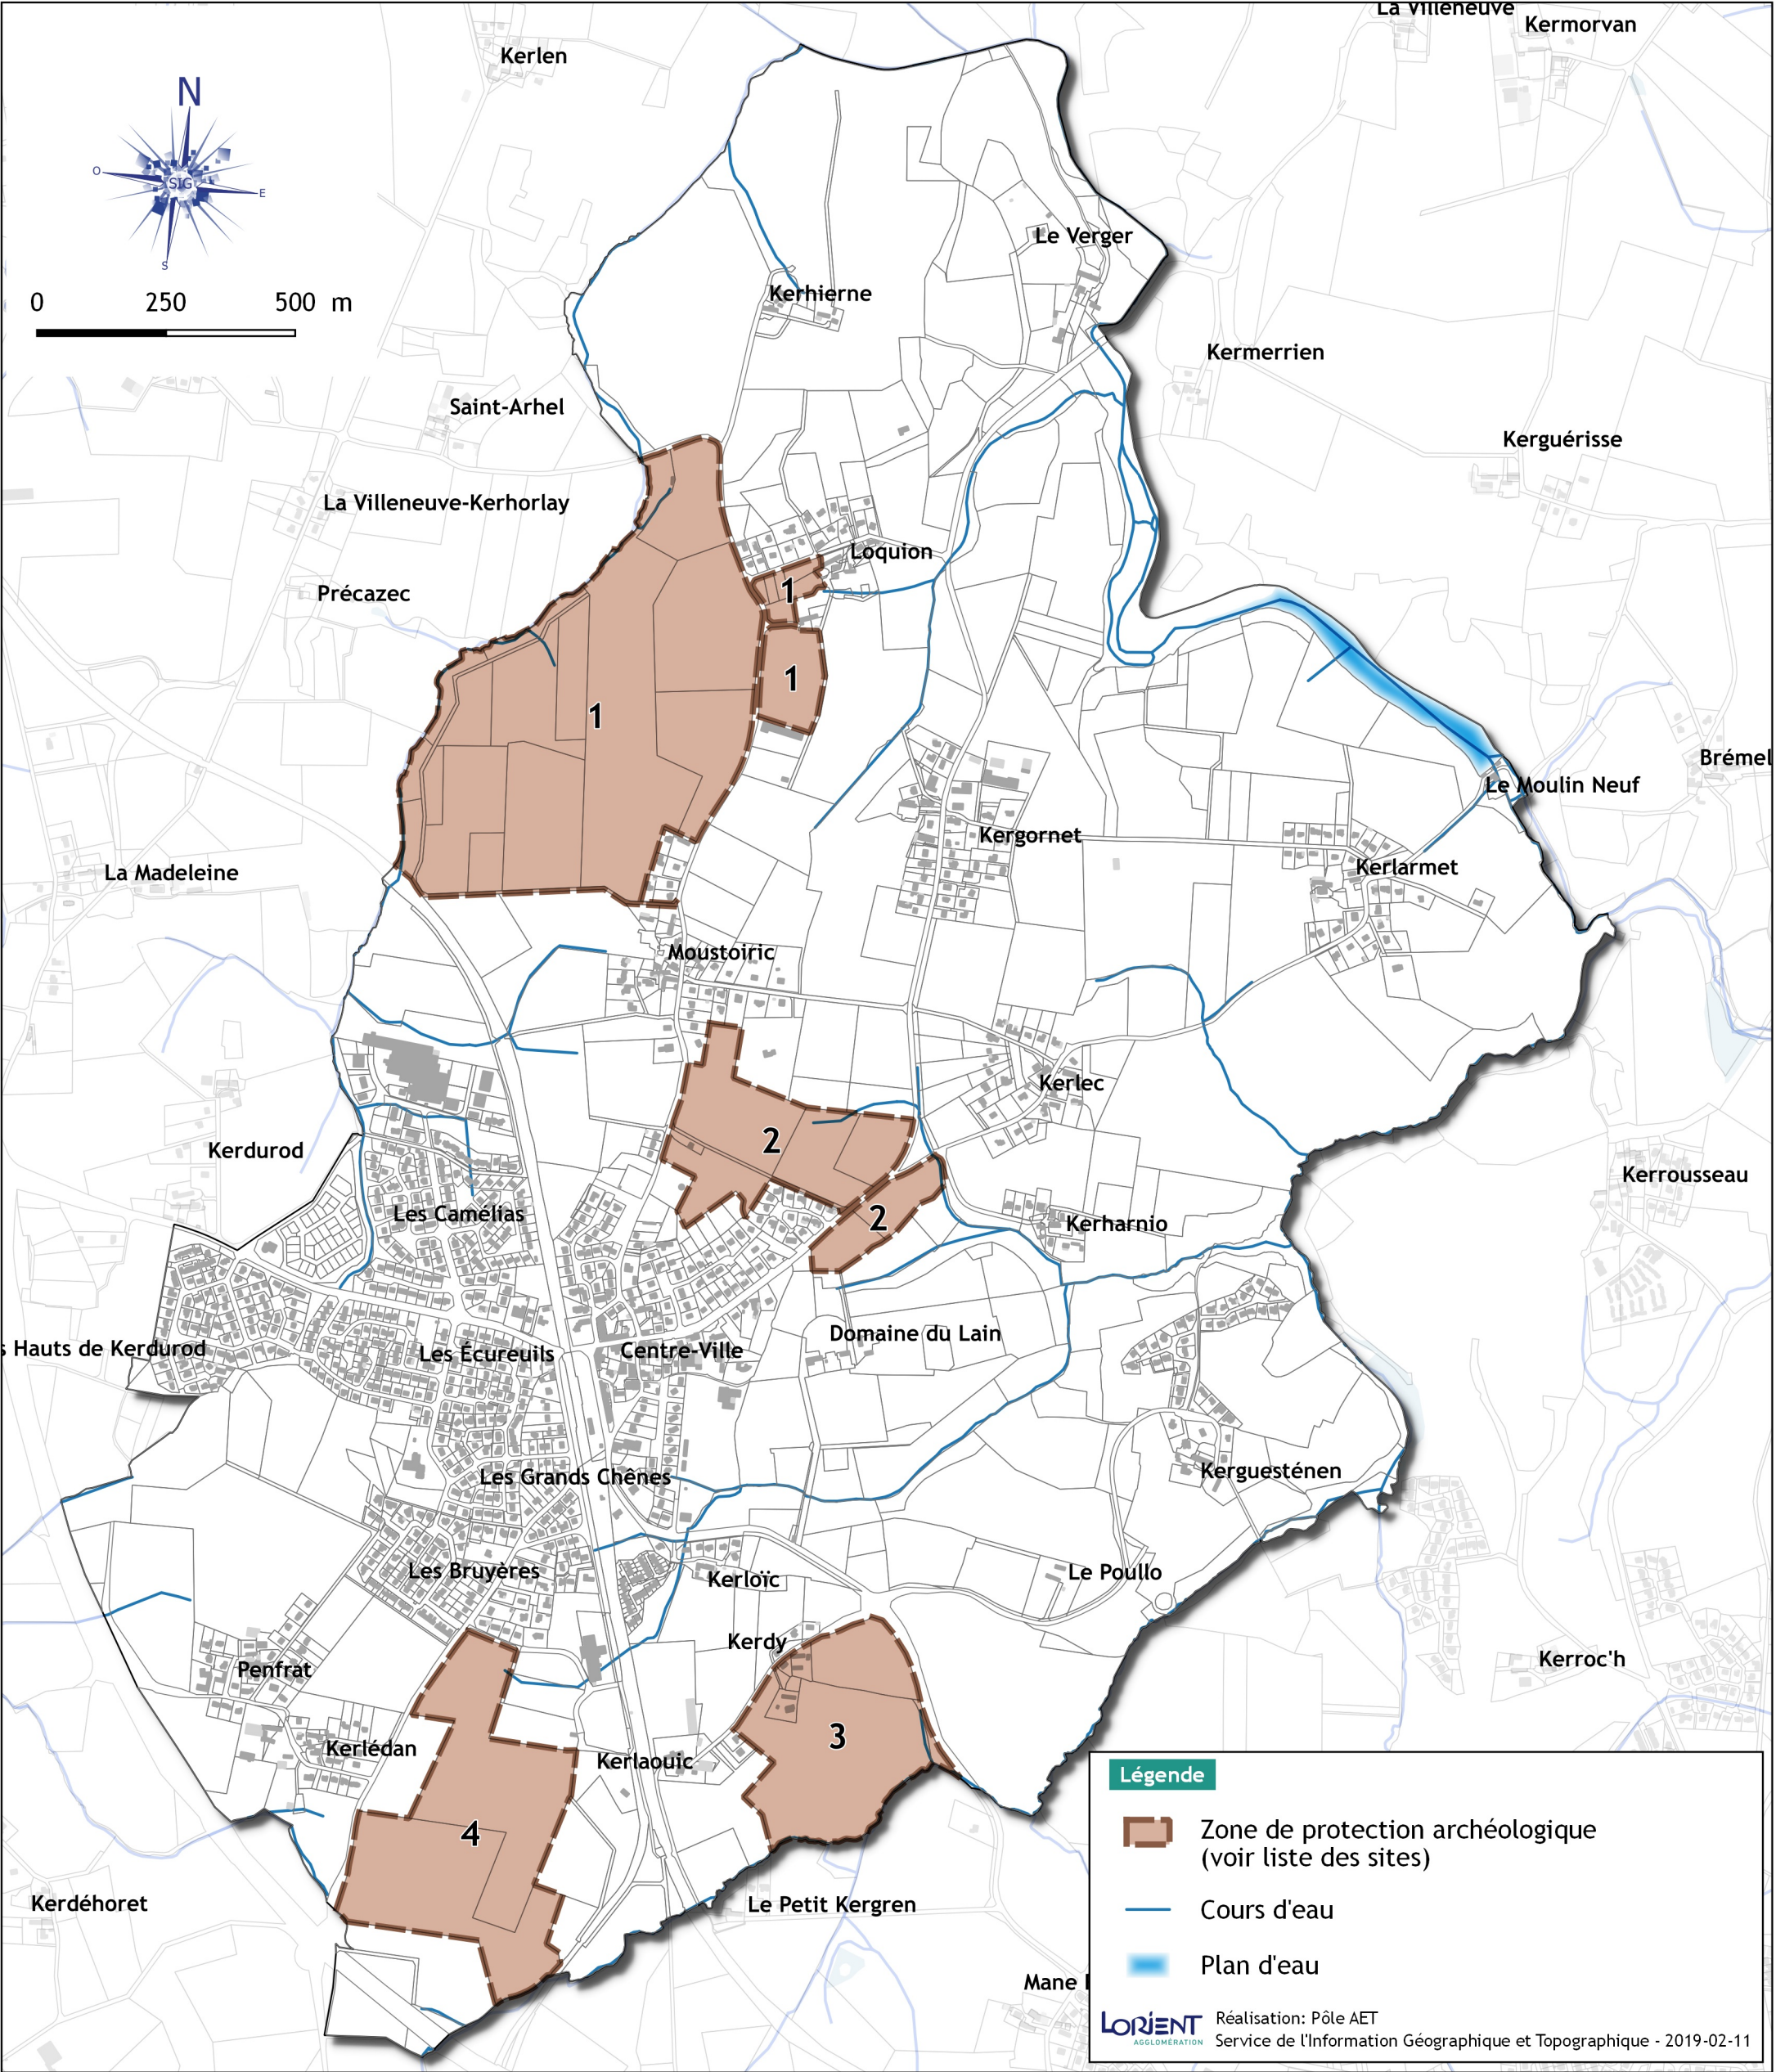 La Villeneuve
Kermorvan
Kerlen
N
O
SIG
E
S
Le Verger
0 250 500 m
Kerhierne
Kermerrien
Saint-Arhel
Kerguérisse
La Villeneuve-Kerhorlay
Loquion
1
Précazec
1
1
Brémel
Le Moulin Neuf
Kergornet
Kerlarmet
La Madeleine
Moustoiric
Kerlec
2
Kerdurod
Kerrousseau
Les Camélias
2
Kerharnio
Domaine du Lain
s Hauts de Kerdurod
Les Écureuils
Centre-Ville
Les Grands Chênes
Kerguesténen
Les Bruyères
Kerloïc
Le Poullo
Kerdy
Kerroc'h
Penfrat
3
Kerlédan
Kerlaouic
4
Kerdéhoret
Le Petit Kergren
Mane
Légende
Zone de protection archéologique
(voir liste des sites)
Cours d'eau
Plan d'eau
LORIENT
AGGLOMÉRATION
Réalisation: Pôle AET
Service de l'Information Géographique et Topographique - 2019-02-11